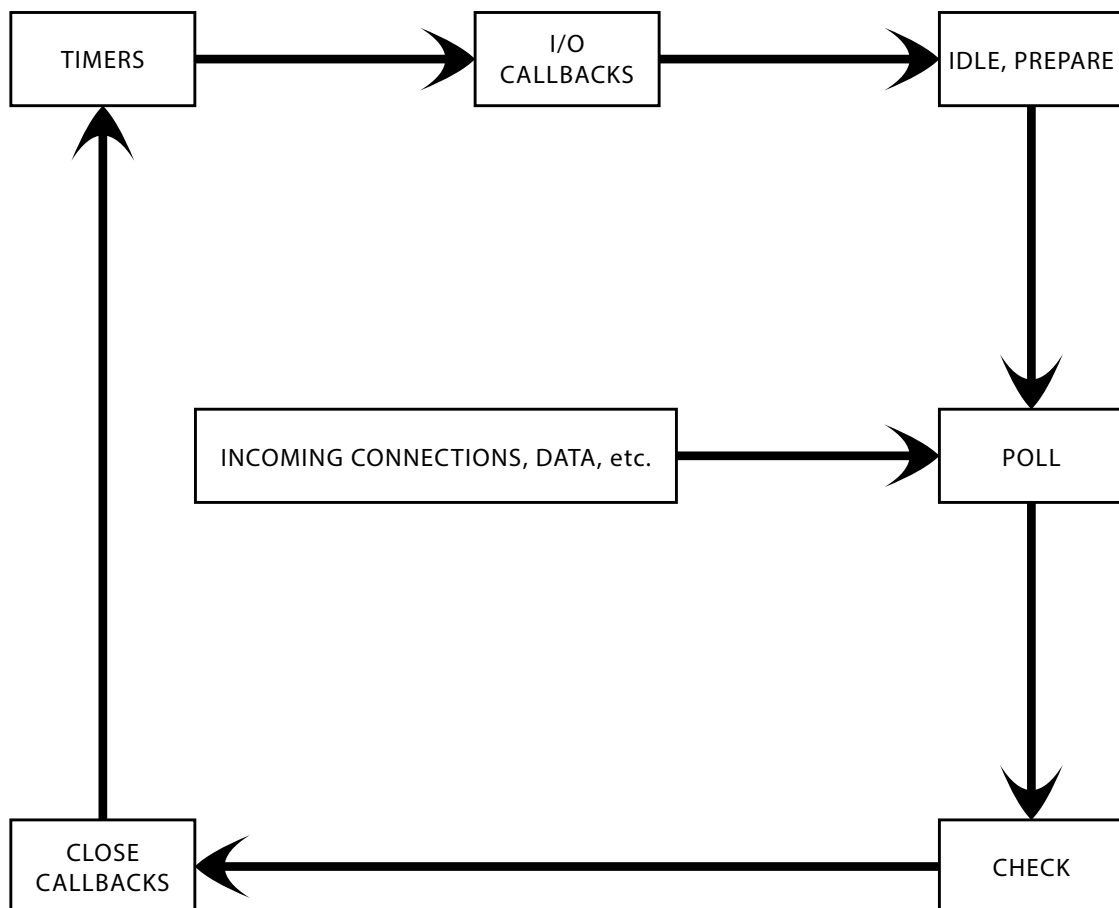 TIMERS
I/O
CALLBACKS
IDLE, PREPARE
INCOMING CONNECTIONS, DATA, etc.
POLL
CLOSE
CALLBACKS
CHECK